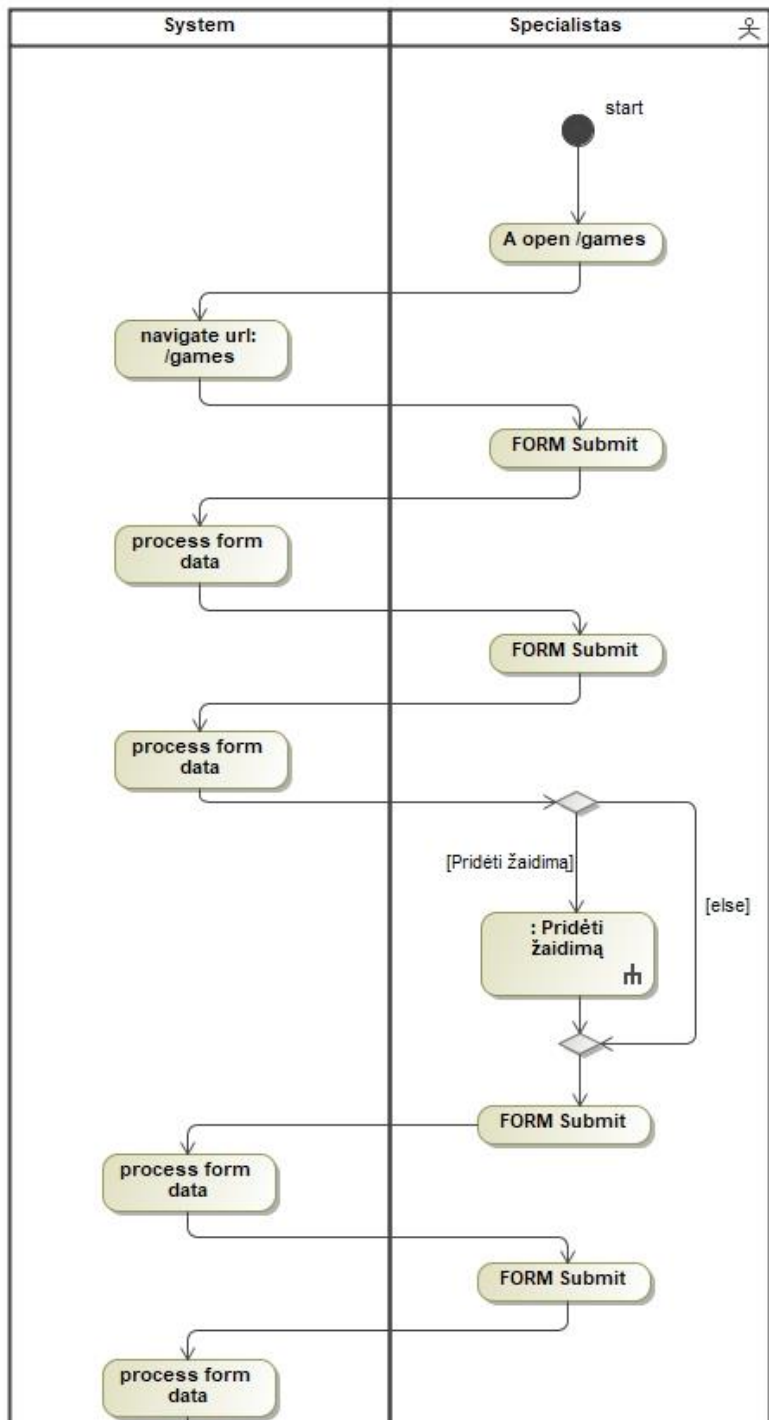 System
Specialistas
start
A open /games
navigate url:
/games
FORM Submit
process form
data
FORM Submit
process form
data
[Pridėti žaidimą]
[else]
: Pridėti
žaidimą
FORM Submit
process form
data
FORM Submit
process form
data